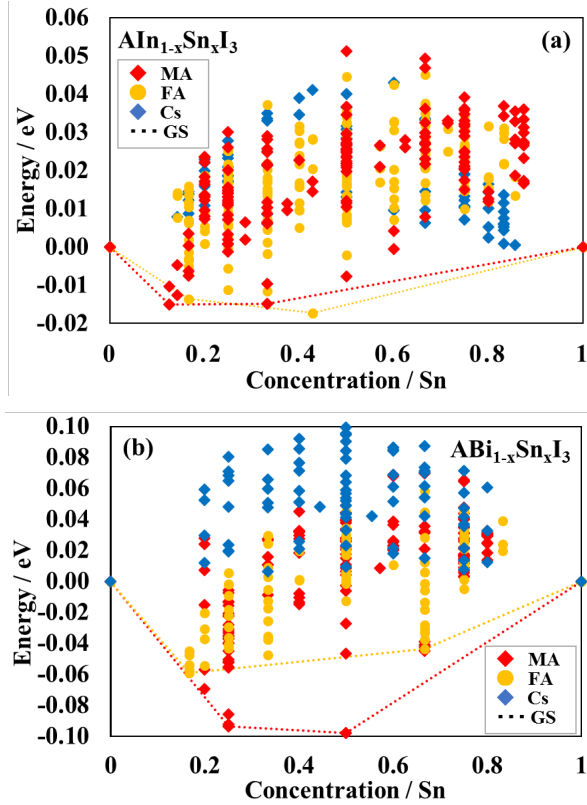 0.06
0.05
0.04
0.03
0.02
0.01
0.00
-0.01
-0.02
Energy / eV
AIn1-xSnxI3
(a)
MA
FA
Cs
GS
0 0.2 0.4 0.6 0.8 1
Concentration / Sn
0.10
0.08
0.06
0.04
0.02
0.00
-0.02
-0.04
-0.06
-0.08
-0.10
Energy / eV
(b)
ABi1-xSnxI3
MA
FA
Cs
GS
0 0.2 0.4 0.6 0.8 1
Concentration / Sn